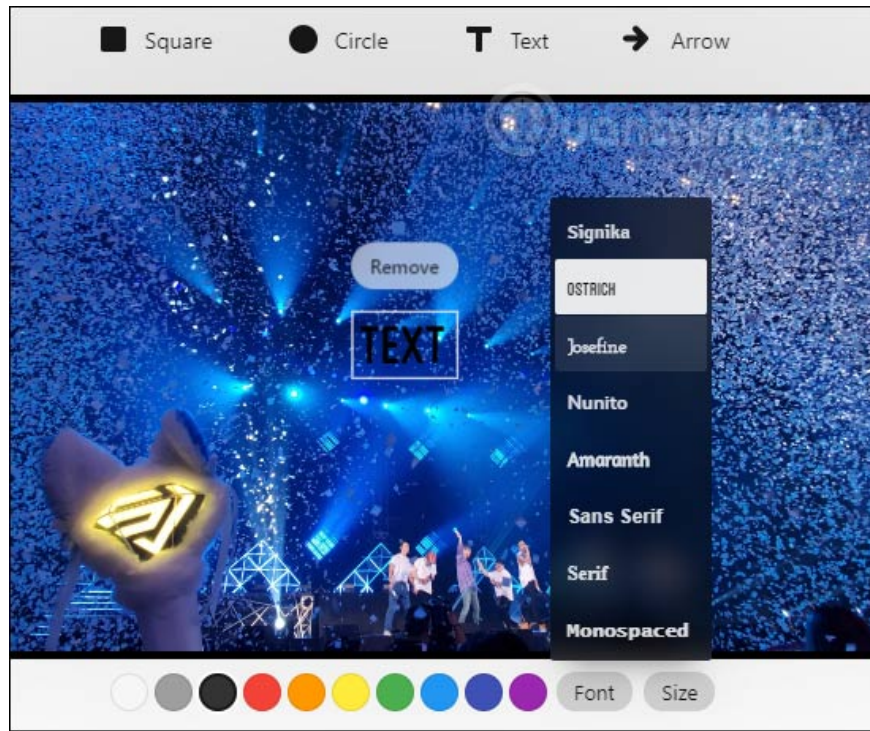 Square Circle Text Arrow
Remove
TEXT
Signika
OSTRICH
Josefine
Nunito
Amaranth
Sans Serif
Serif
Monospaced
Font Size